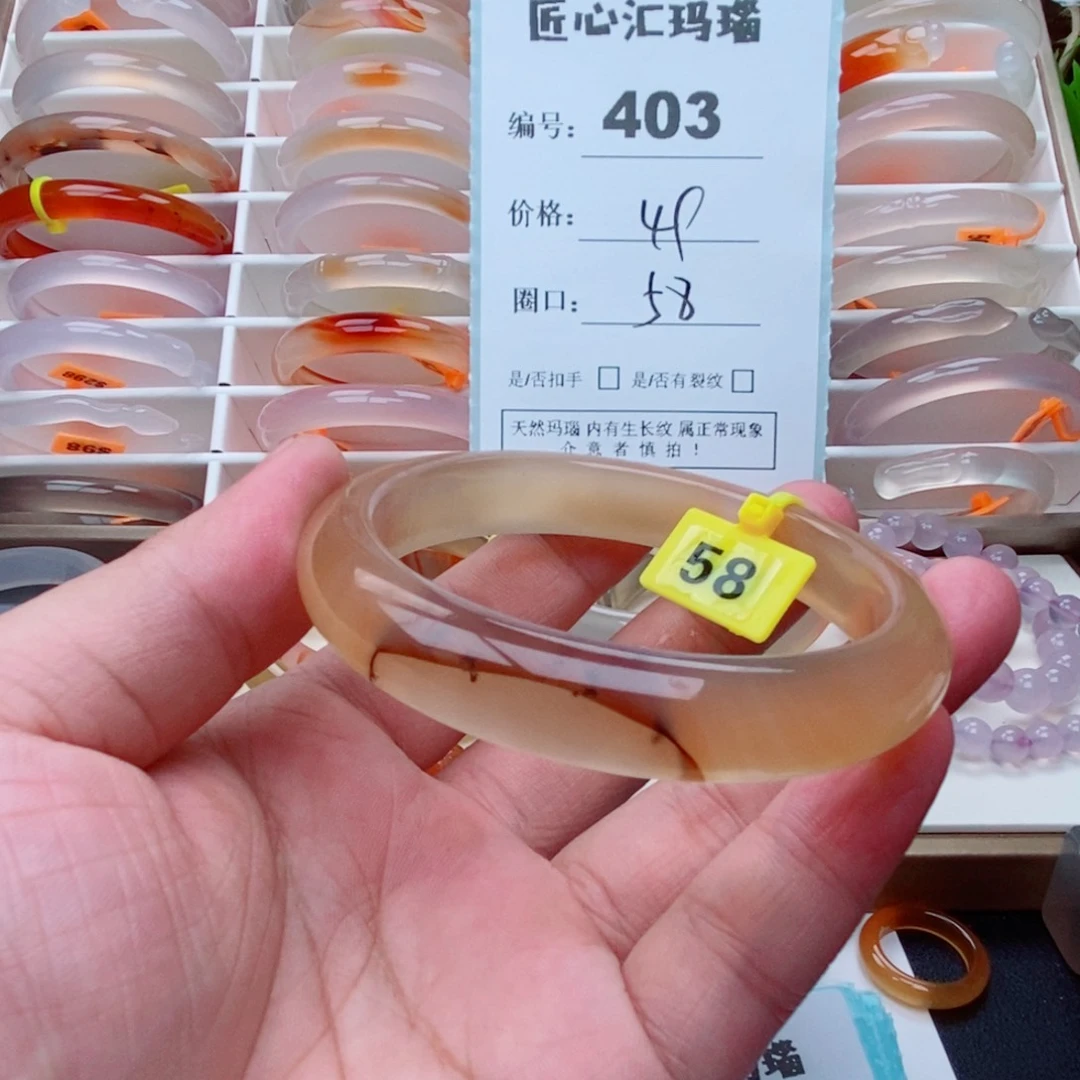 匠心汇玛瑙
编号: 403
价格:
圈口: 58
是/否扣手 □ 是/否有裂纹 □
天然玛瑙 内有生长纹 属正常现象
介意者慎拍！
58